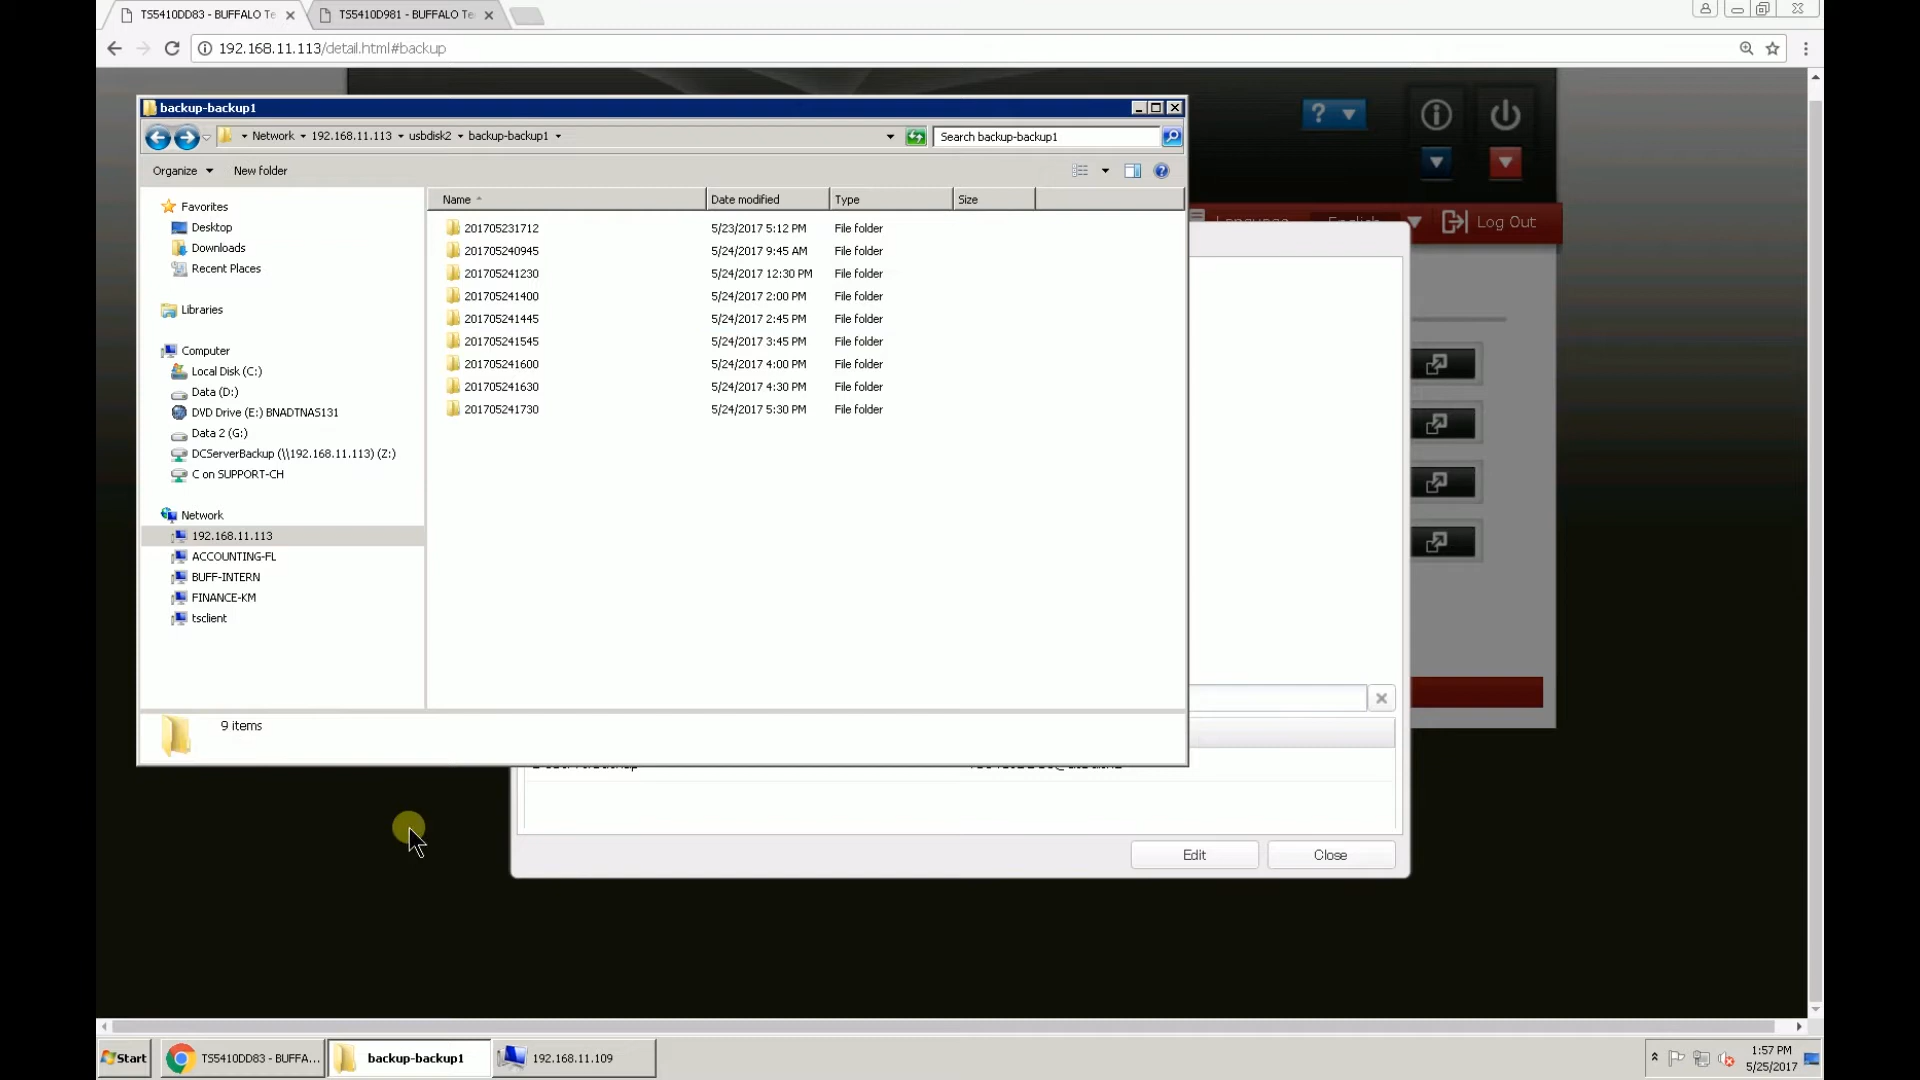 TS5410DD83 - BUFFALO Te
TS5410D981 - BUFFALO Te
192.168.11.113/detail.html#backup
backup-backup1
Network 192.168.11.113 usbdisk2 backup-backup1
Search backup-backup1
Organize New folder
Language English Log Out
Name Date modified Type Size
201705231712 5/23/2017 5:12 PM File folder
201705240945 5/24/2017 9:45 AM File folder
201705241230 5/24/2017 12:30 PM File folder
201705241400 5/24/2017 2:00 PM File folder
201705241445 5/24/2017 2:45 PM File folder
201705241545 5/24/2017 3:45 PM File folder
201705241600 5/24/2017 4:00 PM File folder
201705241630 5/24/2017 4:30 PM File folder
201705241730 5/24/2017 5:30 PM File folder
Favorites
Desktop
Downloads
Recent Places
Libraries
Computer
Local Disk (C:)
Data (D:)
DVD Drive (E:) BNADTNAS131
Data 2 (G:)
DCServerBackup (\\192.168.11.113) (Z:)
C on SUPPORT-CH
Network
192.168.11.113
ACCOUNTING-FL
BUFF-INTERN
FINANCE-KM
tsclient
9 items
Edit Close
Start
TS5410DD83 - BUFFA...
backup-backup1
192.168.11.109
1:57 PM
5/25/2017